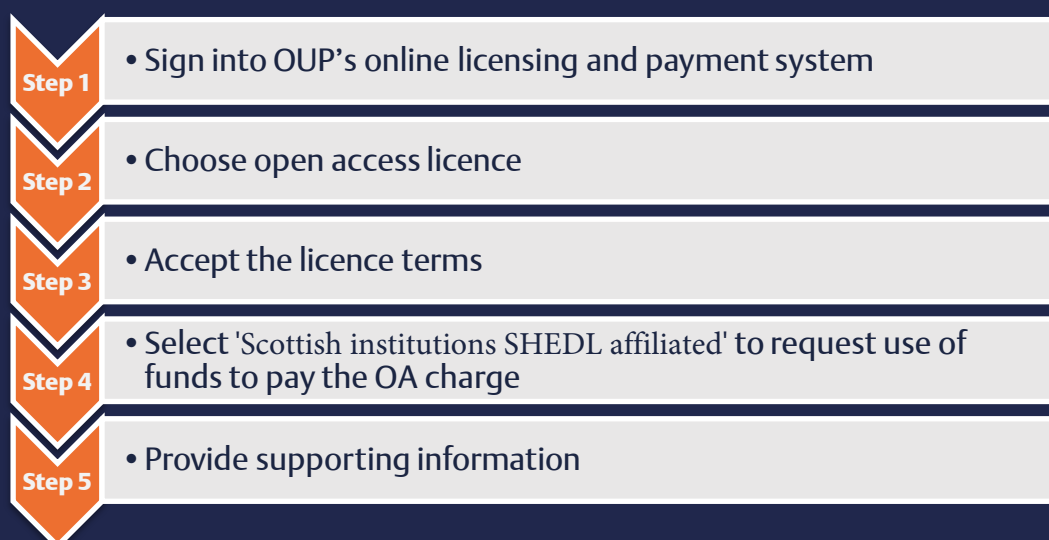 Step 1
• Sign into OUP’s online licensing and payment system
Step 2
• Choose open access licence
Step 3
• Accept the licence terms
Step 4
• Select 'Scottish institutions SHEDL affiliated' to request use of
funds to pay the OA charge
Step 5
• Provide supporting information